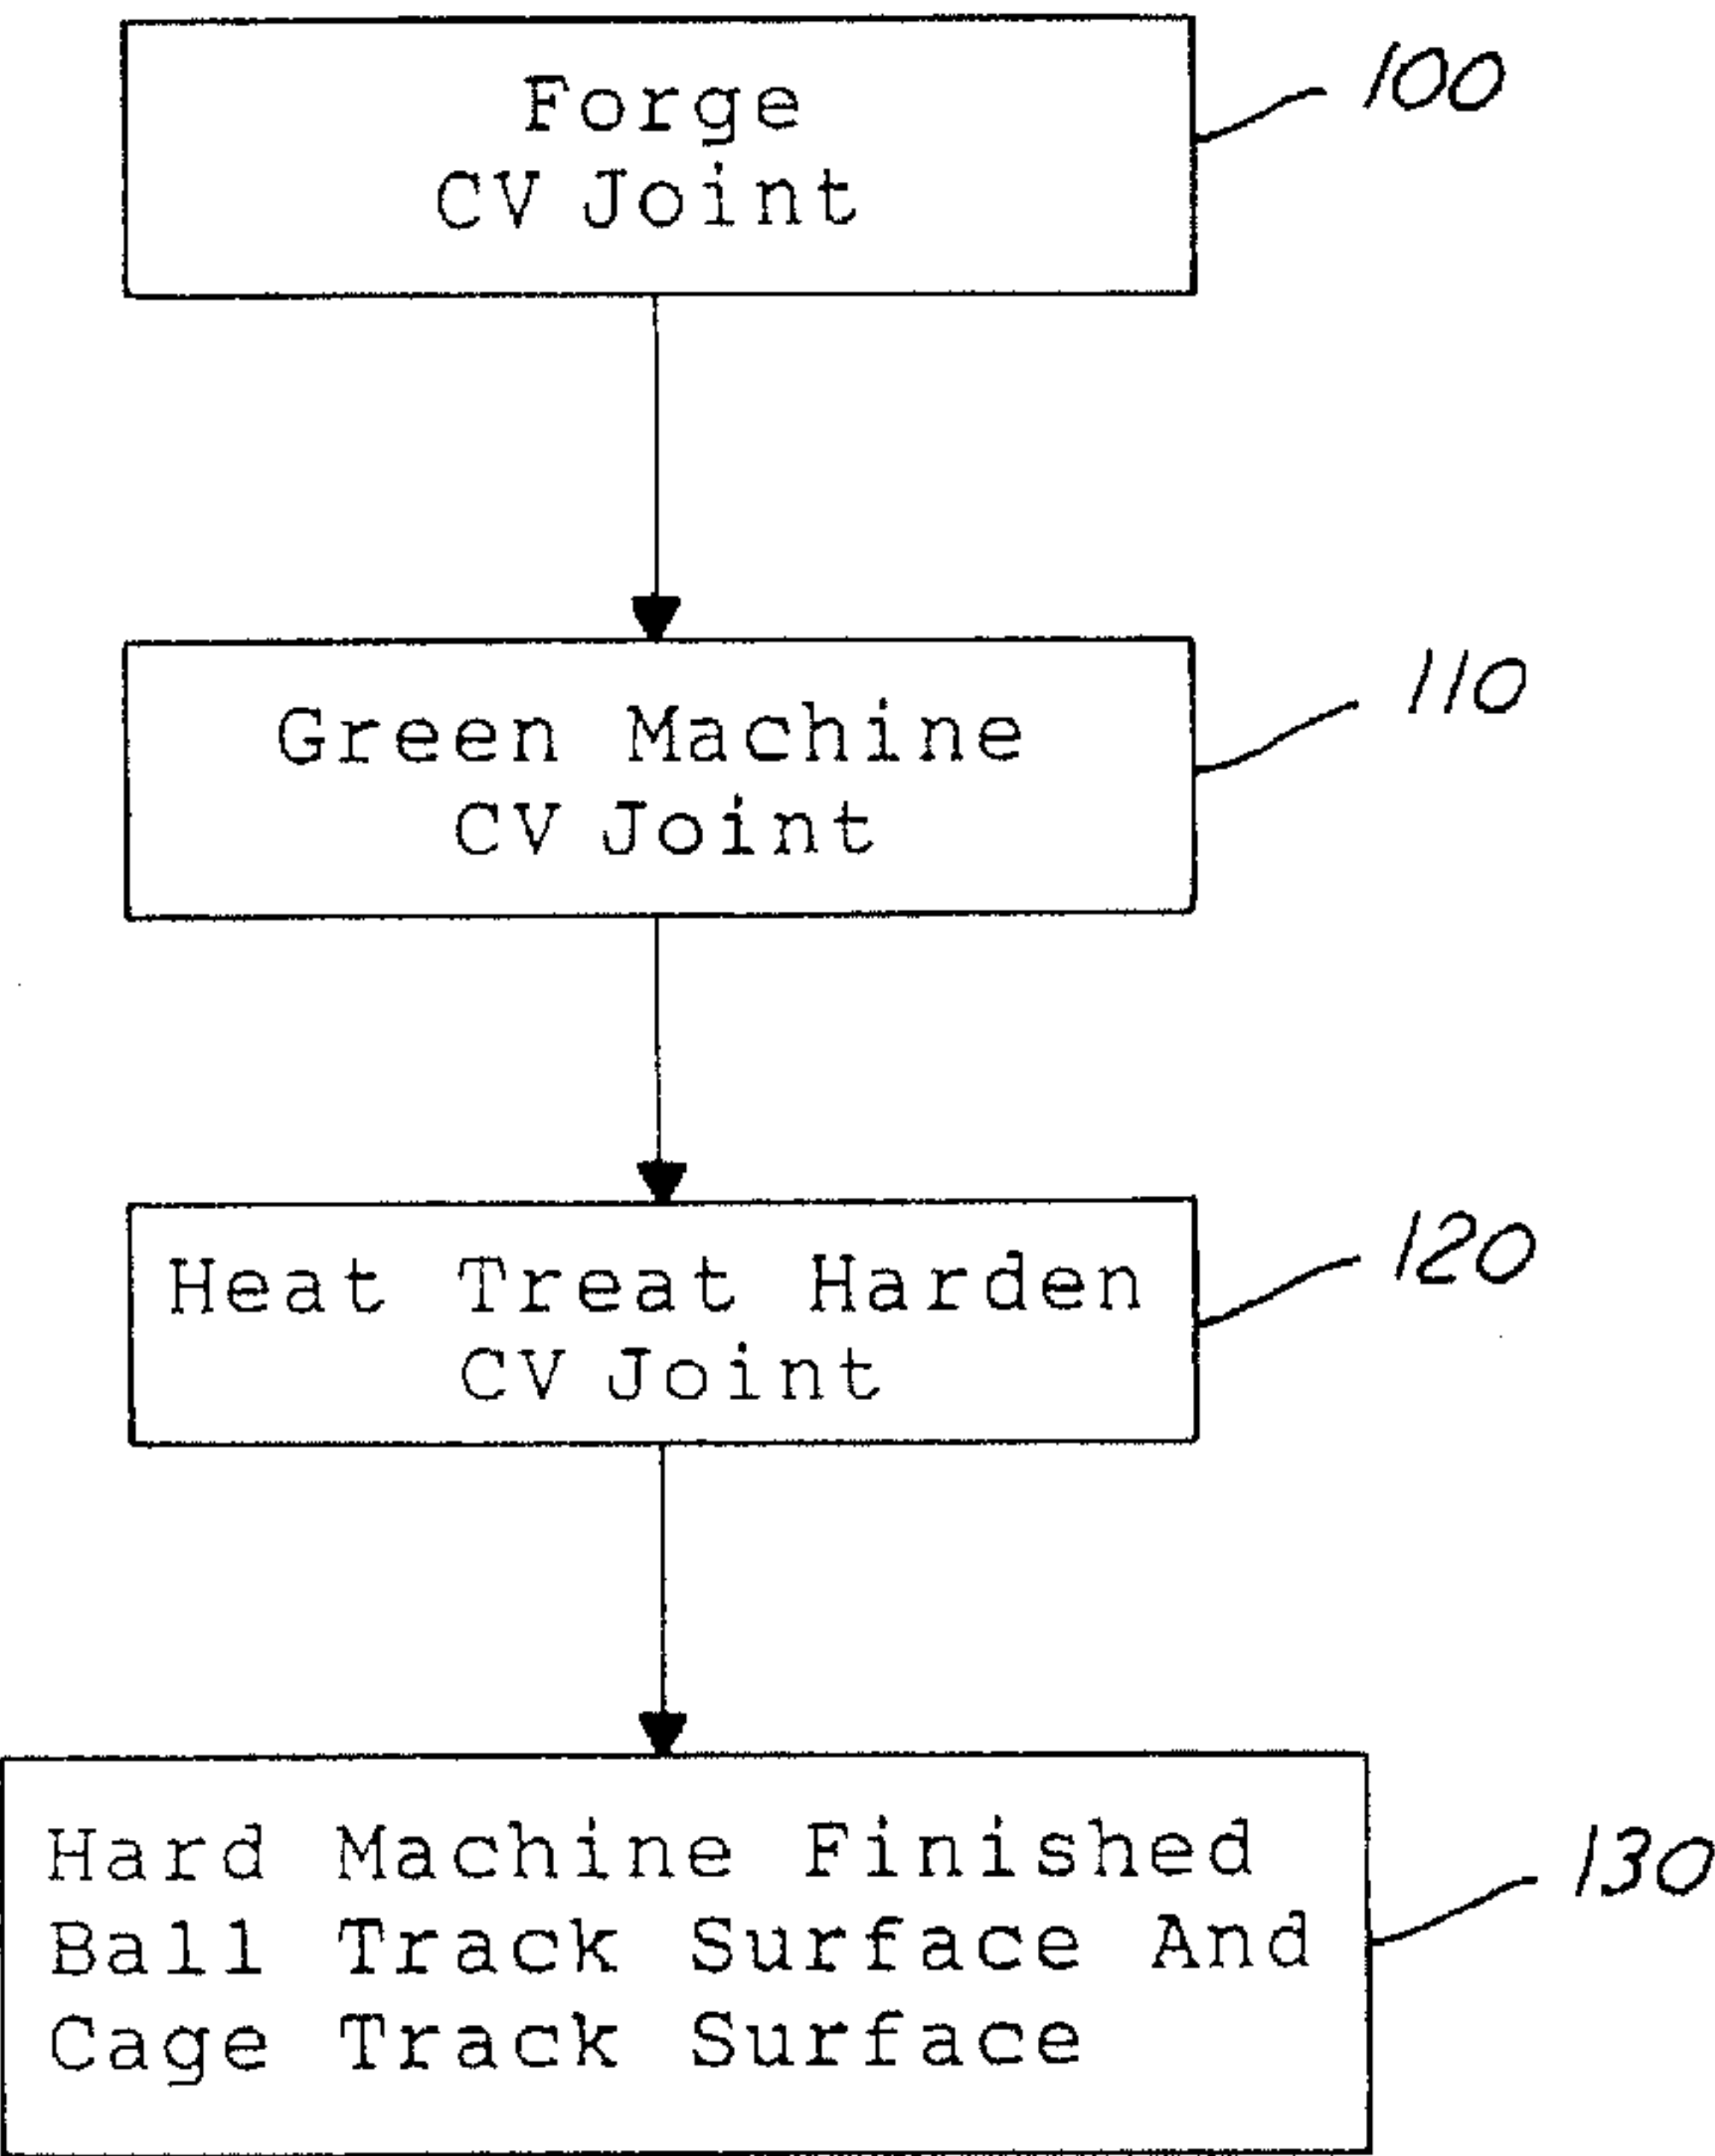 Forge
CV Joint
100
Green Machine
CV Joint
110
Heat Treat Harden
CV Joint
120
Hard Machine Finished
Ball Track Surface And
Cage Track Surface
130